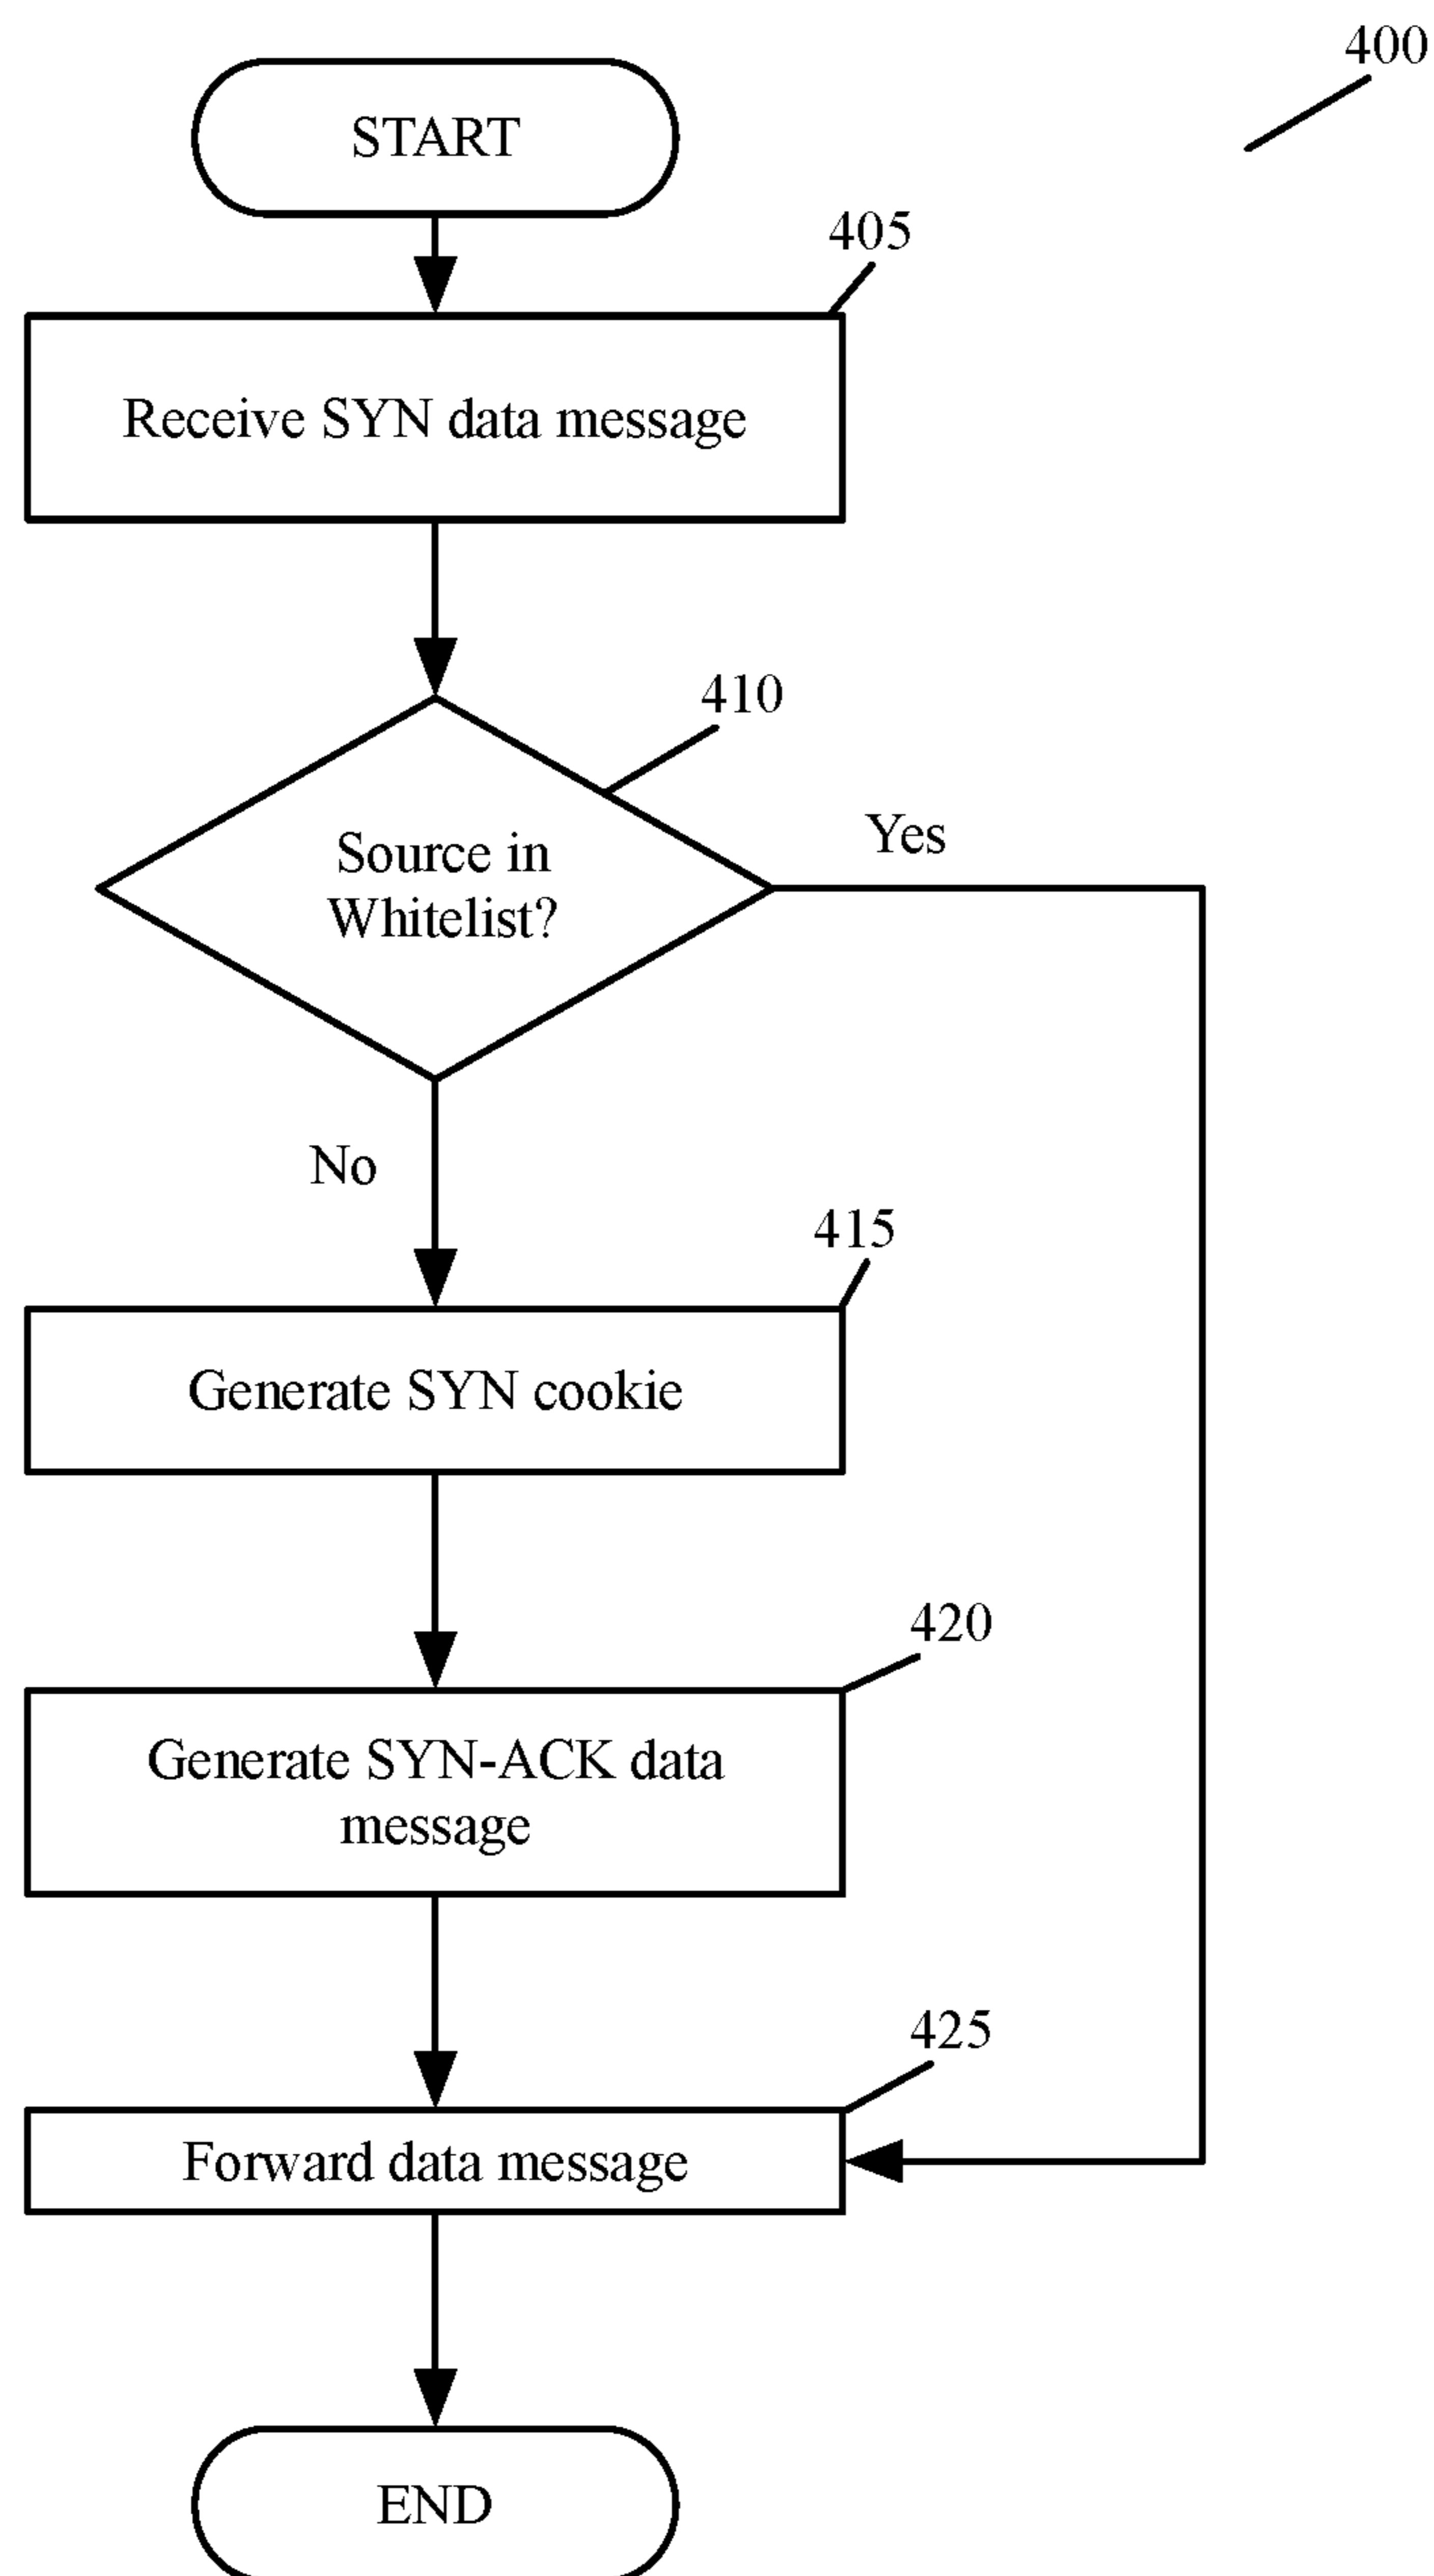 400
START
405
Receive SYN data message
410
Source in
Whitelist?
Yes
No
415
Generate SYN cookie
420
Generate SYN-ACK data
message
425
Forward data message
END